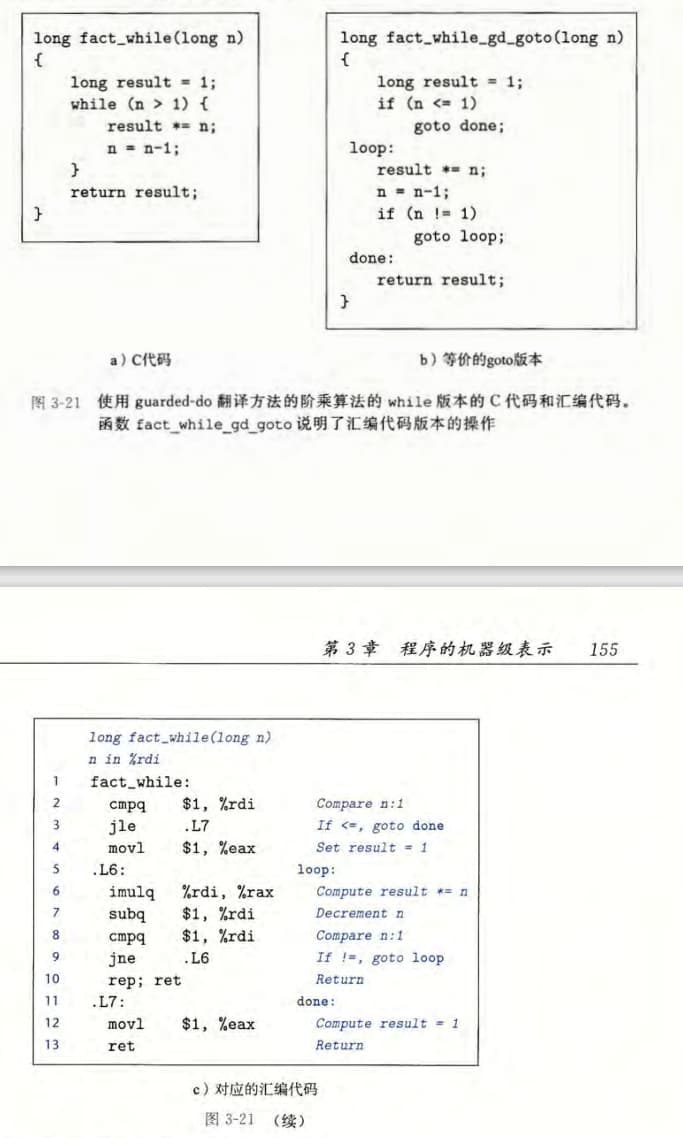 long fact_while(long n)
{
long result = 1;
while (n > 1) {
result *= n;
n = n-1;
}
return result;
}
a）C代码
long fact_while_gd_goto(long n)
{
long result = 1;
if (n <= 1)
goto done;
loop:
result *= n;
n = n-1;
if (n != 1)
goto loop;
done:
return result;
}
b）等价的goto版本
图 3-21 使用 guarded-do 翻译方法的阶乘算法的 while 版本的 C 代码和汇编代码。
函数 fact_while_gd_goto 说明了汇编代码版本的操作
第 3 章 程序的机器级表示 155
long fact_while(long n)
n in %rdi
1 fact_while:
2 cmpq $1, %rdi Compare n:1
3 jle .L7 If <=, goto done
4 movl $1, %eax Set result = 1
5 .L6: loop:
6 imulq %rdi, %rax Compute result *= n
7 subq $1, %rdi Decrement n
8 cmpq $1, %rdi Compare n:1
9 jne .L6 If !=, goto loop
10 rep; ret Return
11 .L7: done:
12 movl $1, %eax Compute result = 1
13 ret Return
c）对应的汇编代码
图 3-21 （续）